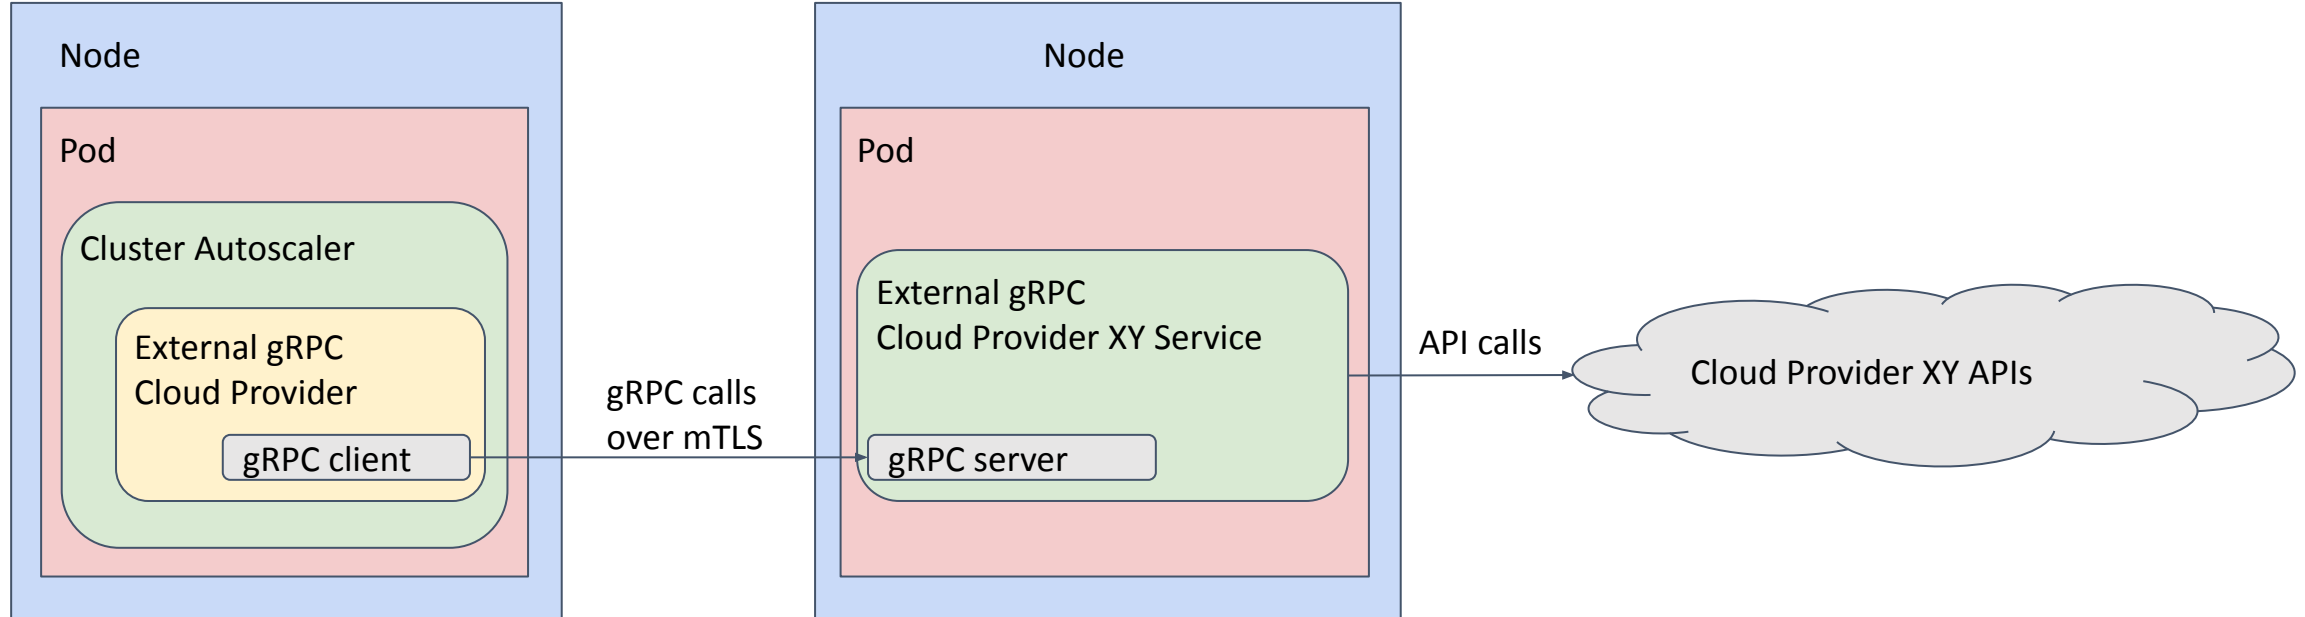 Node
Pod
Cluster Autoscaler
External gRPC
Cloud Provider
gRPC client
gRPC calls
over mTLS
Node
Pod
External gRPC
Cloud Provider XY Service
gRPC server
API calls
Cloud Provider XY APIs